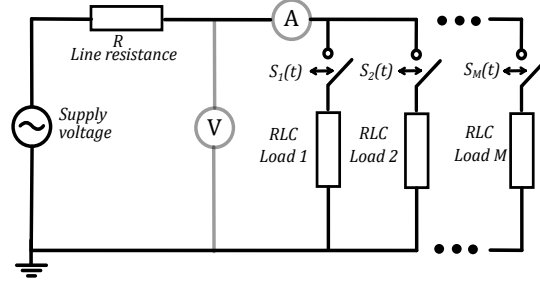 A
R
Line resistance
S1(t)
S2(t)
SM(t)
Supply
voltage
V
RLC
Load 1
RLC
Load 2
RLC
Load M